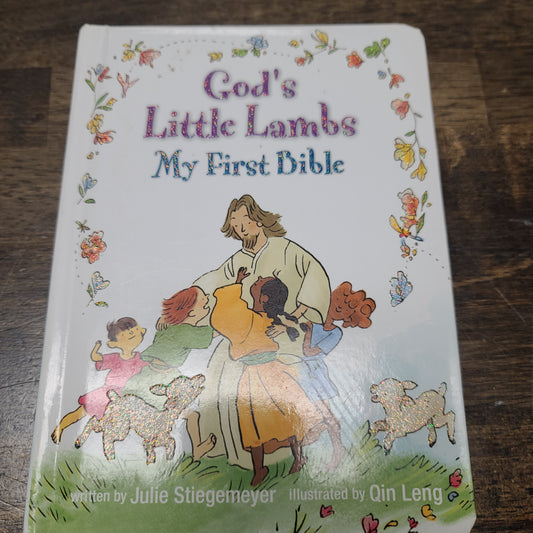 God's
Little Lambs
My First Bible
written by Julie Stiegemeyer illustrated by Qin Leng